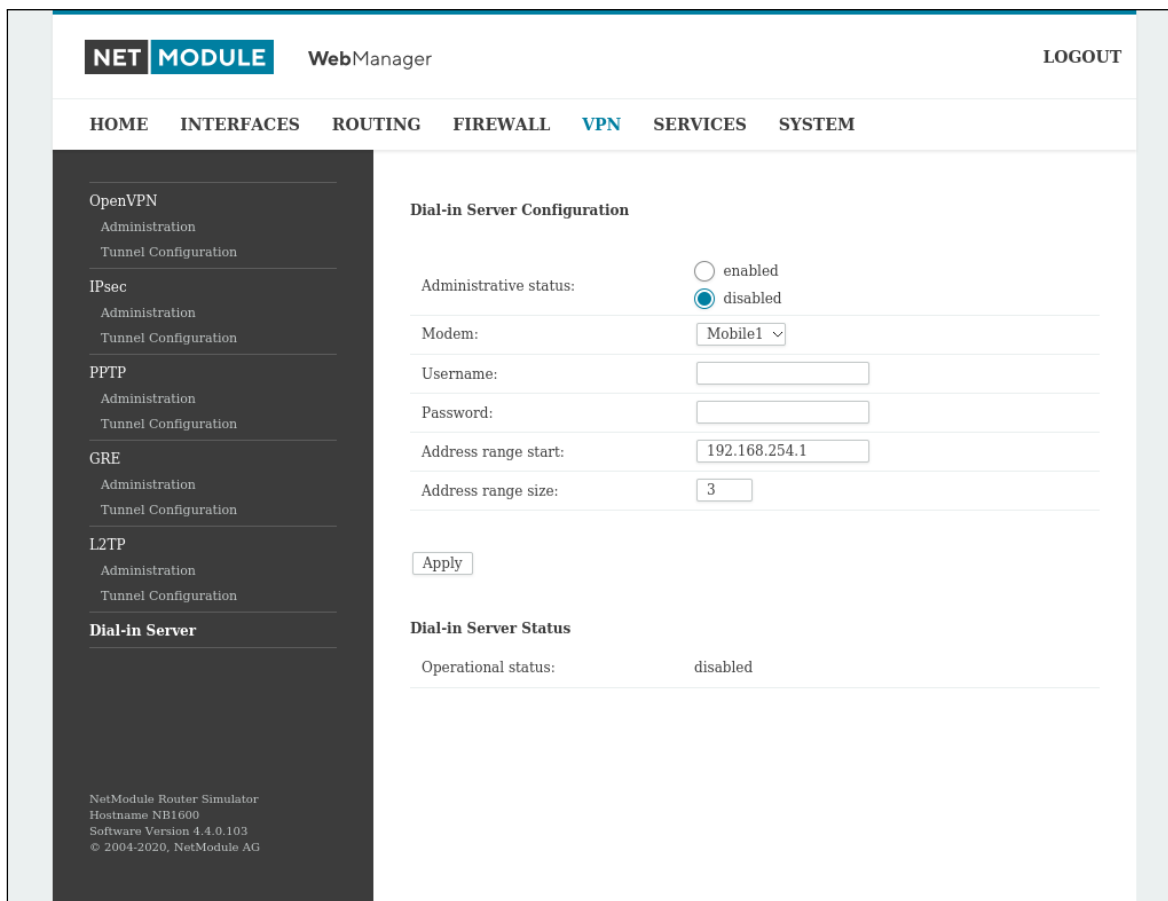 NET MODULE WebManager LOGOUT
HOME INTERFACES ROUTING FIREWALL VPN SERVICES SYSTEM
OpenVPN
Administration
Tunnel Configuration
IPsec
Administration
Tunnel Configuration
PPTP
Administration
Tunnel Configuration
GRE
Administration
Tunnel Configuration
L2TP
Administration
Tunnel Configuration
Dial-in Server
NetModule Router Simulator
Hostname NB1600
Software Version 4.4.0.103
© 2004-2020, NetModule AG
Dial-in Server Configuration
Administrative status:
enabled
disabled
Modem: Mobile1
Username:
Password:
Address range start: 192.168.254.1
Address range size: 3
Apply
Dial-in Server Status
Operational status: disabled